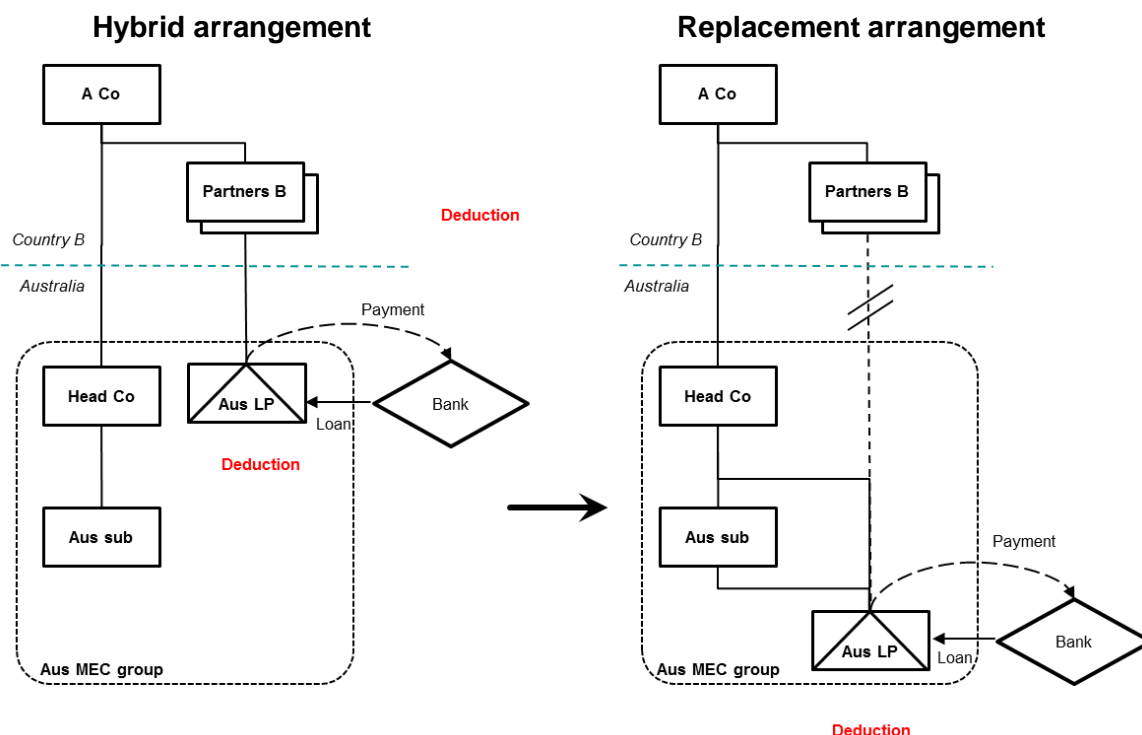 Hybrid arrangement
A Co
Partners B
Deduction
Country B
Australia
Payment
Head Co
Aus LP
Bank
Loan
Deduction
Aus sub
Aus MEC group
Replacement arrangement
A Co
Partners B
Country B
Australia
Head Co
Aus sub
Payment
Aus LP
Bank
Loan
Aus MEC group
Deduction